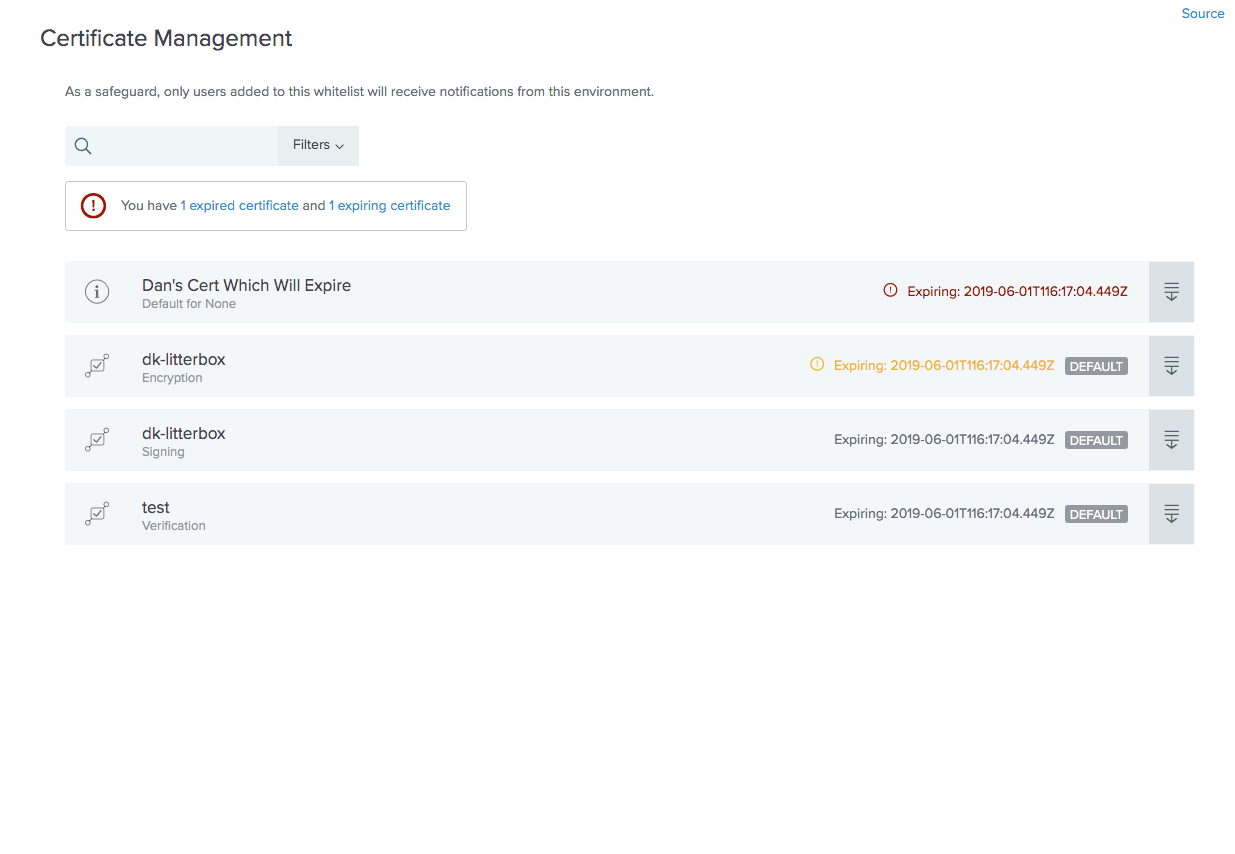 Source
Certificate Management
As a safeguard, only users added to this whitelist will receive notifications from this environment.
Filters
You have 1 expired certificate and 1 expiring certificate
Dan's Cert Which Will Expire
Default for None
Expiring: 2019-06-01T116:17:04.449Z
dk-litterbox
Encryption
Expiring: 2019-06-01T116:17:04.449Z DEFAULT
dk-litterbox
Signing
Expiring: 2019-06-01T116:17:04.449Z DEFAULT
test
Verification
Expiring: 2019-06-01T116:17:04.449Z DEFAULT